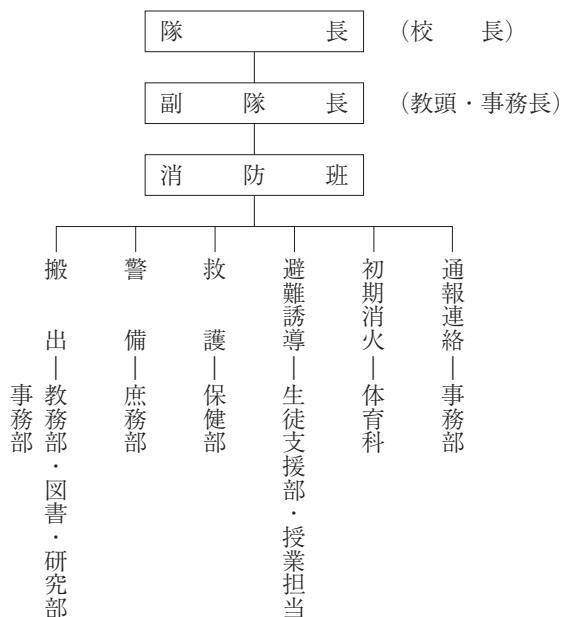 隊長 (校長)
副隊長 (教頭・事務長)
消防班
通報連絡―事務部
初期消火―体育科
避難誘導―生徒支援部・授業担当
救護―保健部
警備―庶務部
搬出―教務部・図書・研究部
事務部